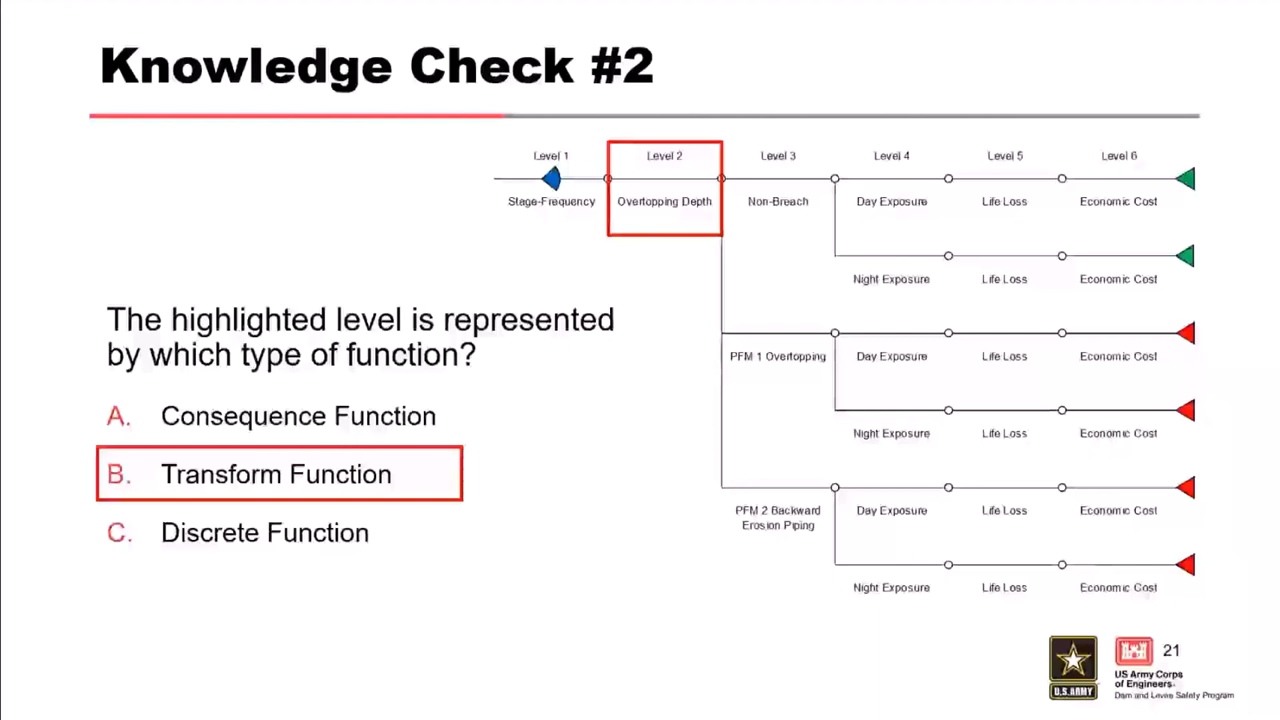 Knowledge Check #2
Level 1
Level 2
Level 3
Level 4
Level 5
Level 6
Stage-Frequency
Overtopping Depth
Non-Breach
Day Exposure
Life Loss
Economic Cost
Night Exposure
Life Loss
Economic Cost
The highlighted level is represented
by which type of function?
PFM 1 Overtopping
Day Exposure
Life Loss
Economic Cost
A. Consequence Function
Night Exposure
Life Loss
Economic Cost
B. Transform Function
PFM 2 Backward
Erosion Piping
Day Exposure
Life Loss
Economic Cost
C. Discrete Function
Night Exposure
Life Loss
Economic Cost
U.S. ARMY
21
US Army Corps
of Engineers.
Dam and Levee Safety Program